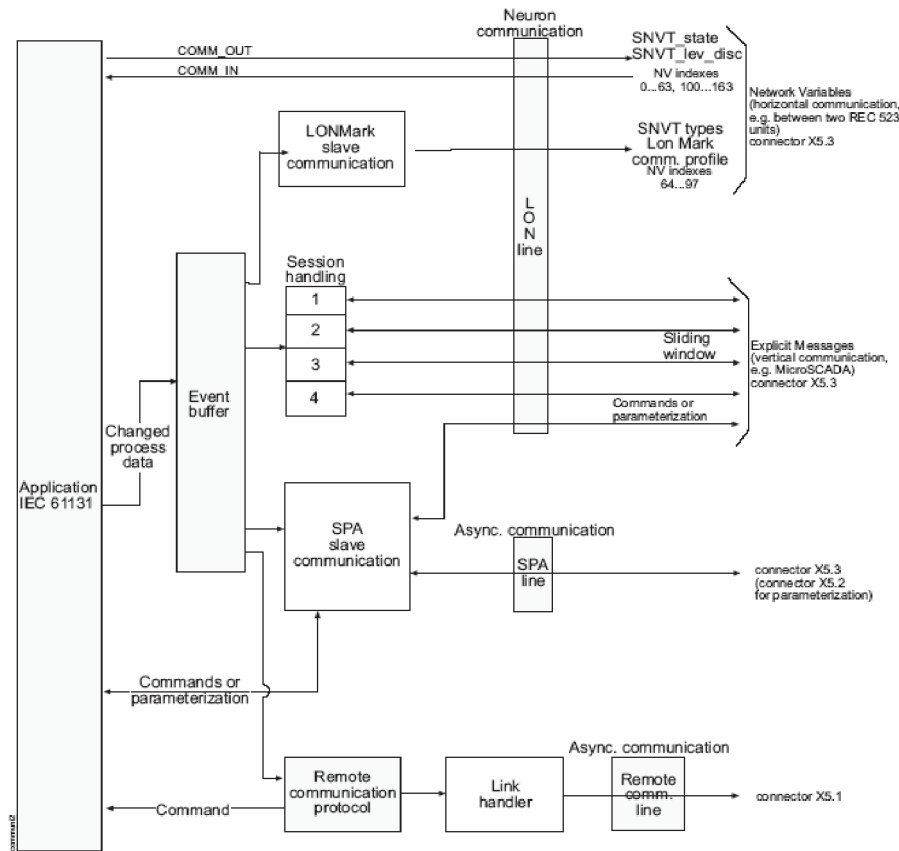 Neuron
communication
COMM_OUT
COMM_IN
SNVT_state
SNVT_lev_disc
NV indexes
0...63, 100...163
Network Variables
(horizontal communication,
e.g. between two REC 523
units)
connector X5.3
LONMark
slave
communication
SNVT types
Lon Mark
comm. profile
NV indexes
64...97
L
O
N
line
Session
handling
1
2
3
4
Sliding
window
Explicit Messages
(vertical communication,
e.g. MicroSCADA)
connector X5.3
Commands or
parameterization
Event
buffer
Changed
process
data
Application
IEC 61131
SPA
slave
communication
Async. communication
SPA
line
connector X5.3
(connector X5.2
for parameterization)
Commands or
parameterization
Async. communication
Remote
communication
protocol
Link
handler
Remote
comm.
line
connector X5.1
Command
communi2